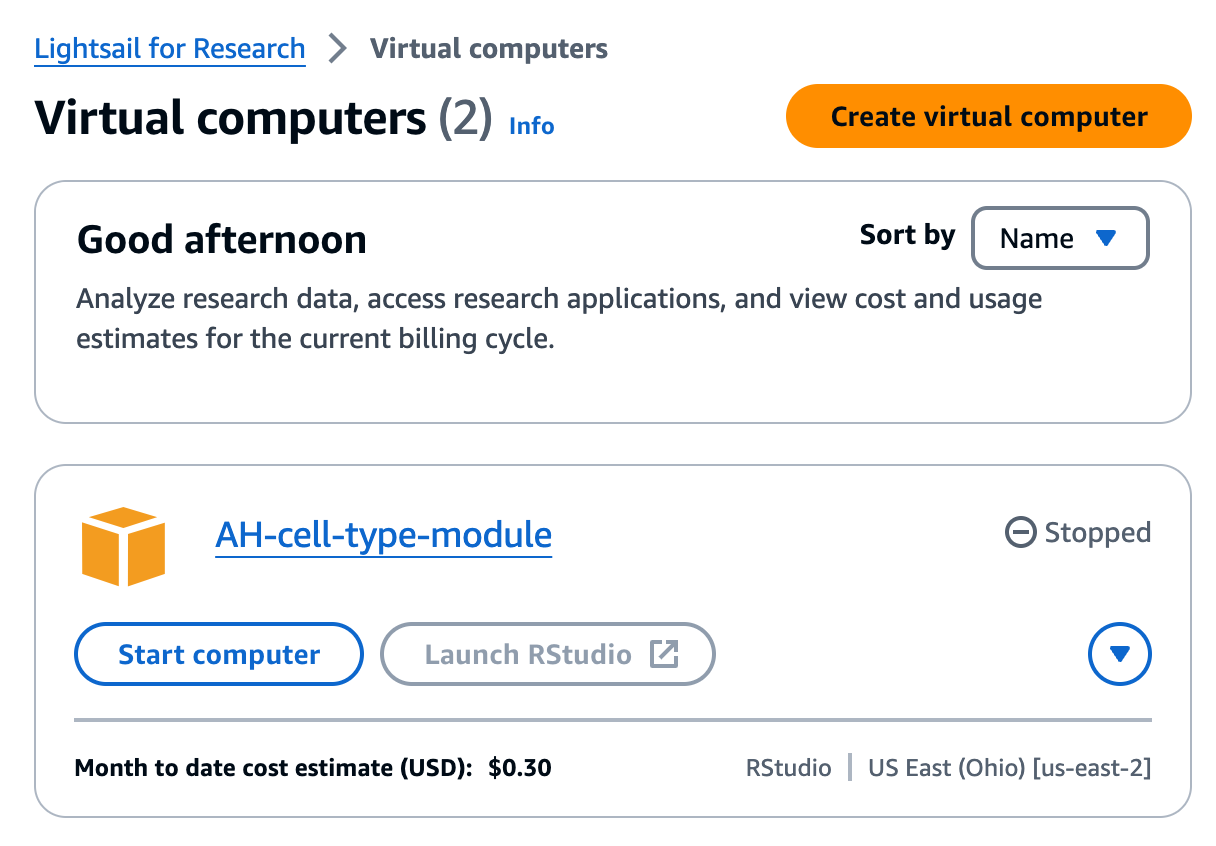 Lightsail for Research > Virtual computers
Virtual computers (2) Info
Create virtual computer
Good afternoon
Sort by Name
Analyze research data, access research applications, and view cost and usage
estimates for the current billing cycle.
AH-cell-type-module
Stopped
Start computer
Launch RStudio
Month to date cost estimate (USD): $0.30
RStudio | US East (Ohio) [us-east-2]